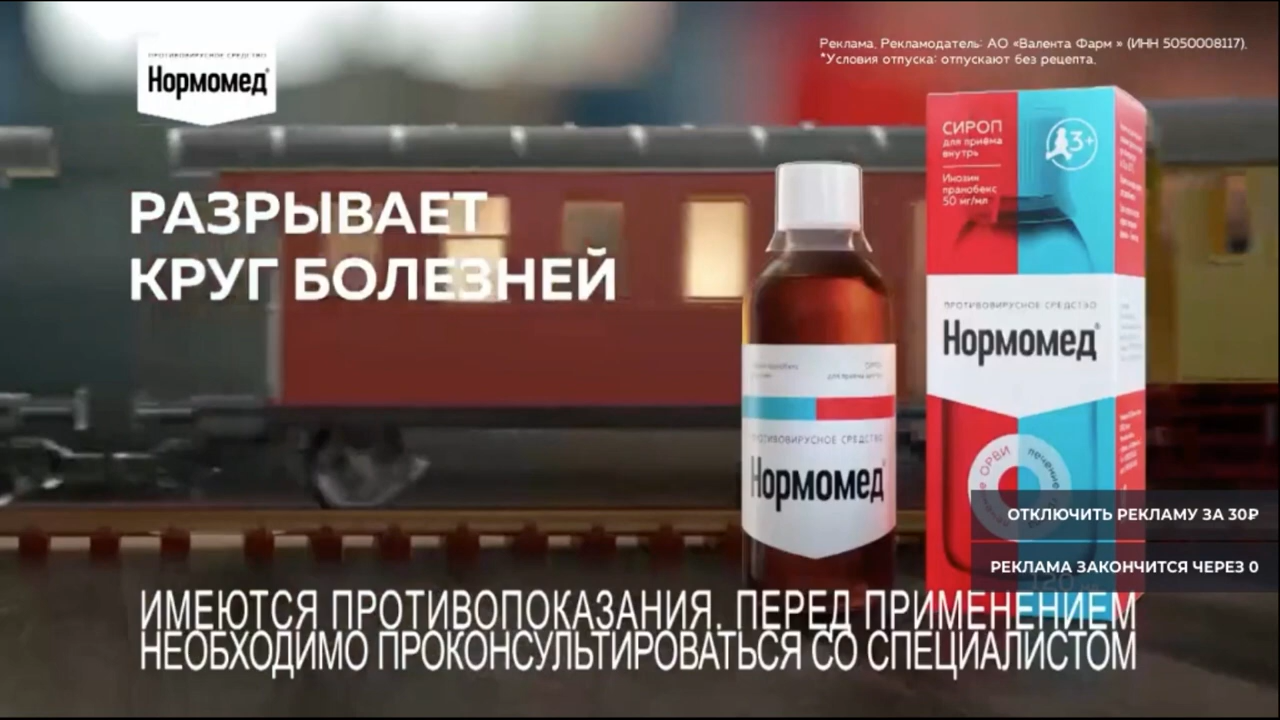 ПРОТИВОВИРУСНОЕ СРЕДСТВО
Нормомед®
Реклама. Рекламодатель: АО «Валента Фарм » (ИНН 5050008117).
*Условия отпуска: отпускают без рецепта.
РАЗРЫВАЕТ
КРУГ БОЛЕЗНЕЙ
СИРОП
для приёма
внутрь
3+
Инозин
пранобекс
50 мг/мл
ПРОТИВОВИРУСНОЕ СРЕДСТВО
Нормомед®
ОРВИ
лечение
для приёма внутрь
ПРОТИВОВИРУСНОЕ СРЕДСТВО
Нормомед®
ОТКЛЮЧИТЬ РЕКЛАМУ ЗА 30₽
РЕКЛАМА ЗАКОНЧИТСЯ ЧЕРЕЗ 0
120
ИМЕЮТСЯ ПРОТИВОПОКАЗАНИЯ. ПЕРЕД ПРИМЕНЕНИЕМ
НЕОБХОДИМО ПРОКОНСУЛЬТИРОВАТЬСЯ СО СПЕЦИАЛИСТОМ